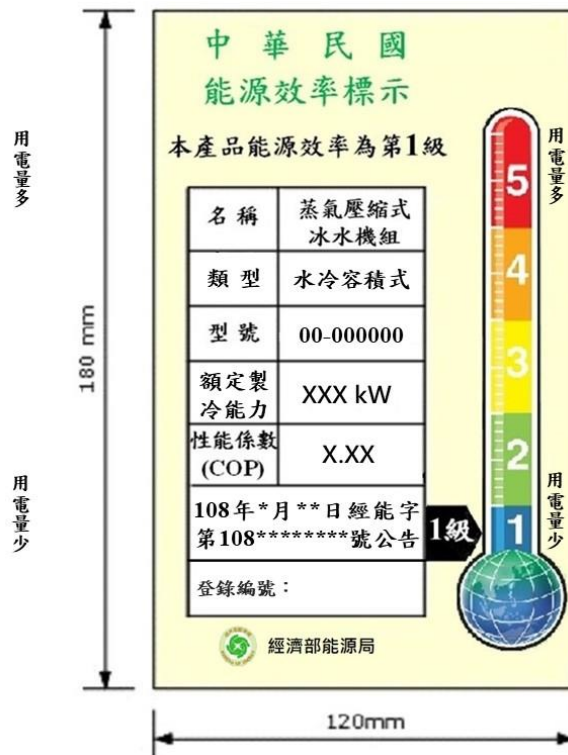 中華民國
能源效率標示
本產品能源效率為第1級
名稱 蒸氣壓縮式
冰水機組
類型 水冷容積式
型號 00-000000
額定製
冷能力 XXX kW
性能係數
(COP) X.XX
108年*月**日經能字
第108********號公告
1級
登錄編號：
經濟部能源局
5
4
3
2
1
用電量多
用電量少
用電量多
用電量少
180 mm
120mm